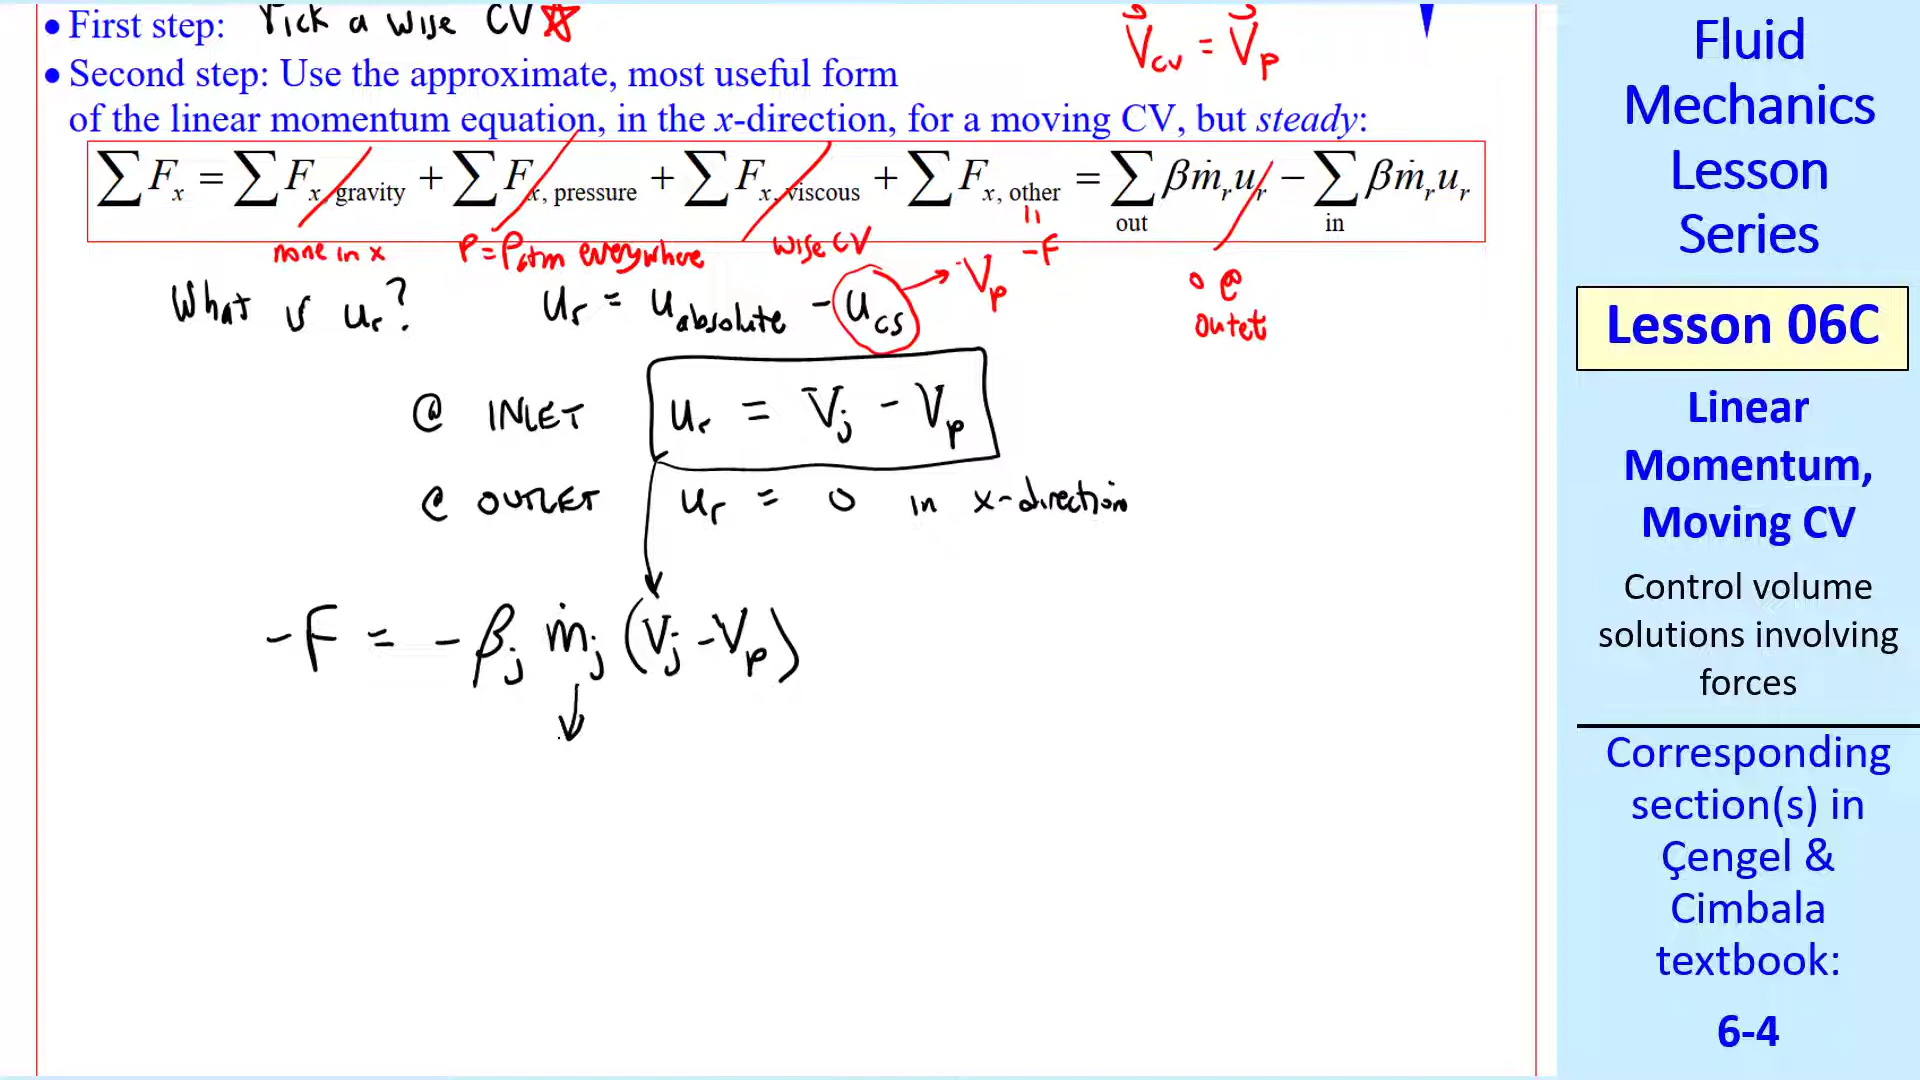 • First step: Pick a wise CV
V_cv = V_p
• Second step: Use the approximate, most useful form
of the linear momentum equation, in the x-direction, for a moving CV, but steady:
∑F_x = ∑F_x, gravity + ∑F_x, pressure + ∑F_x, viscous + ∑F_x, other = ∑_out βṁ_r u_r − ∑_in βṁ_r u_r
none in x
P = P_atm everywhere
wise CV
= -F
0 @
outet
What is u_r? u_r = u_absolute - u_cs → V_p
@ INLET u_r = V_j - V_p
@ OUTLET u_r = 0 in x-direction
-F = -β_j ṁ_j (V_j - V_p)
Fluid
Mechanics
Lesson
Series
Lesson 06C
Linear
Momentum,
Moving CV
Control volume
solutions involving
forces
Corresponding
section(s) in
Çengel &
Cimbala
textbook:
6-4